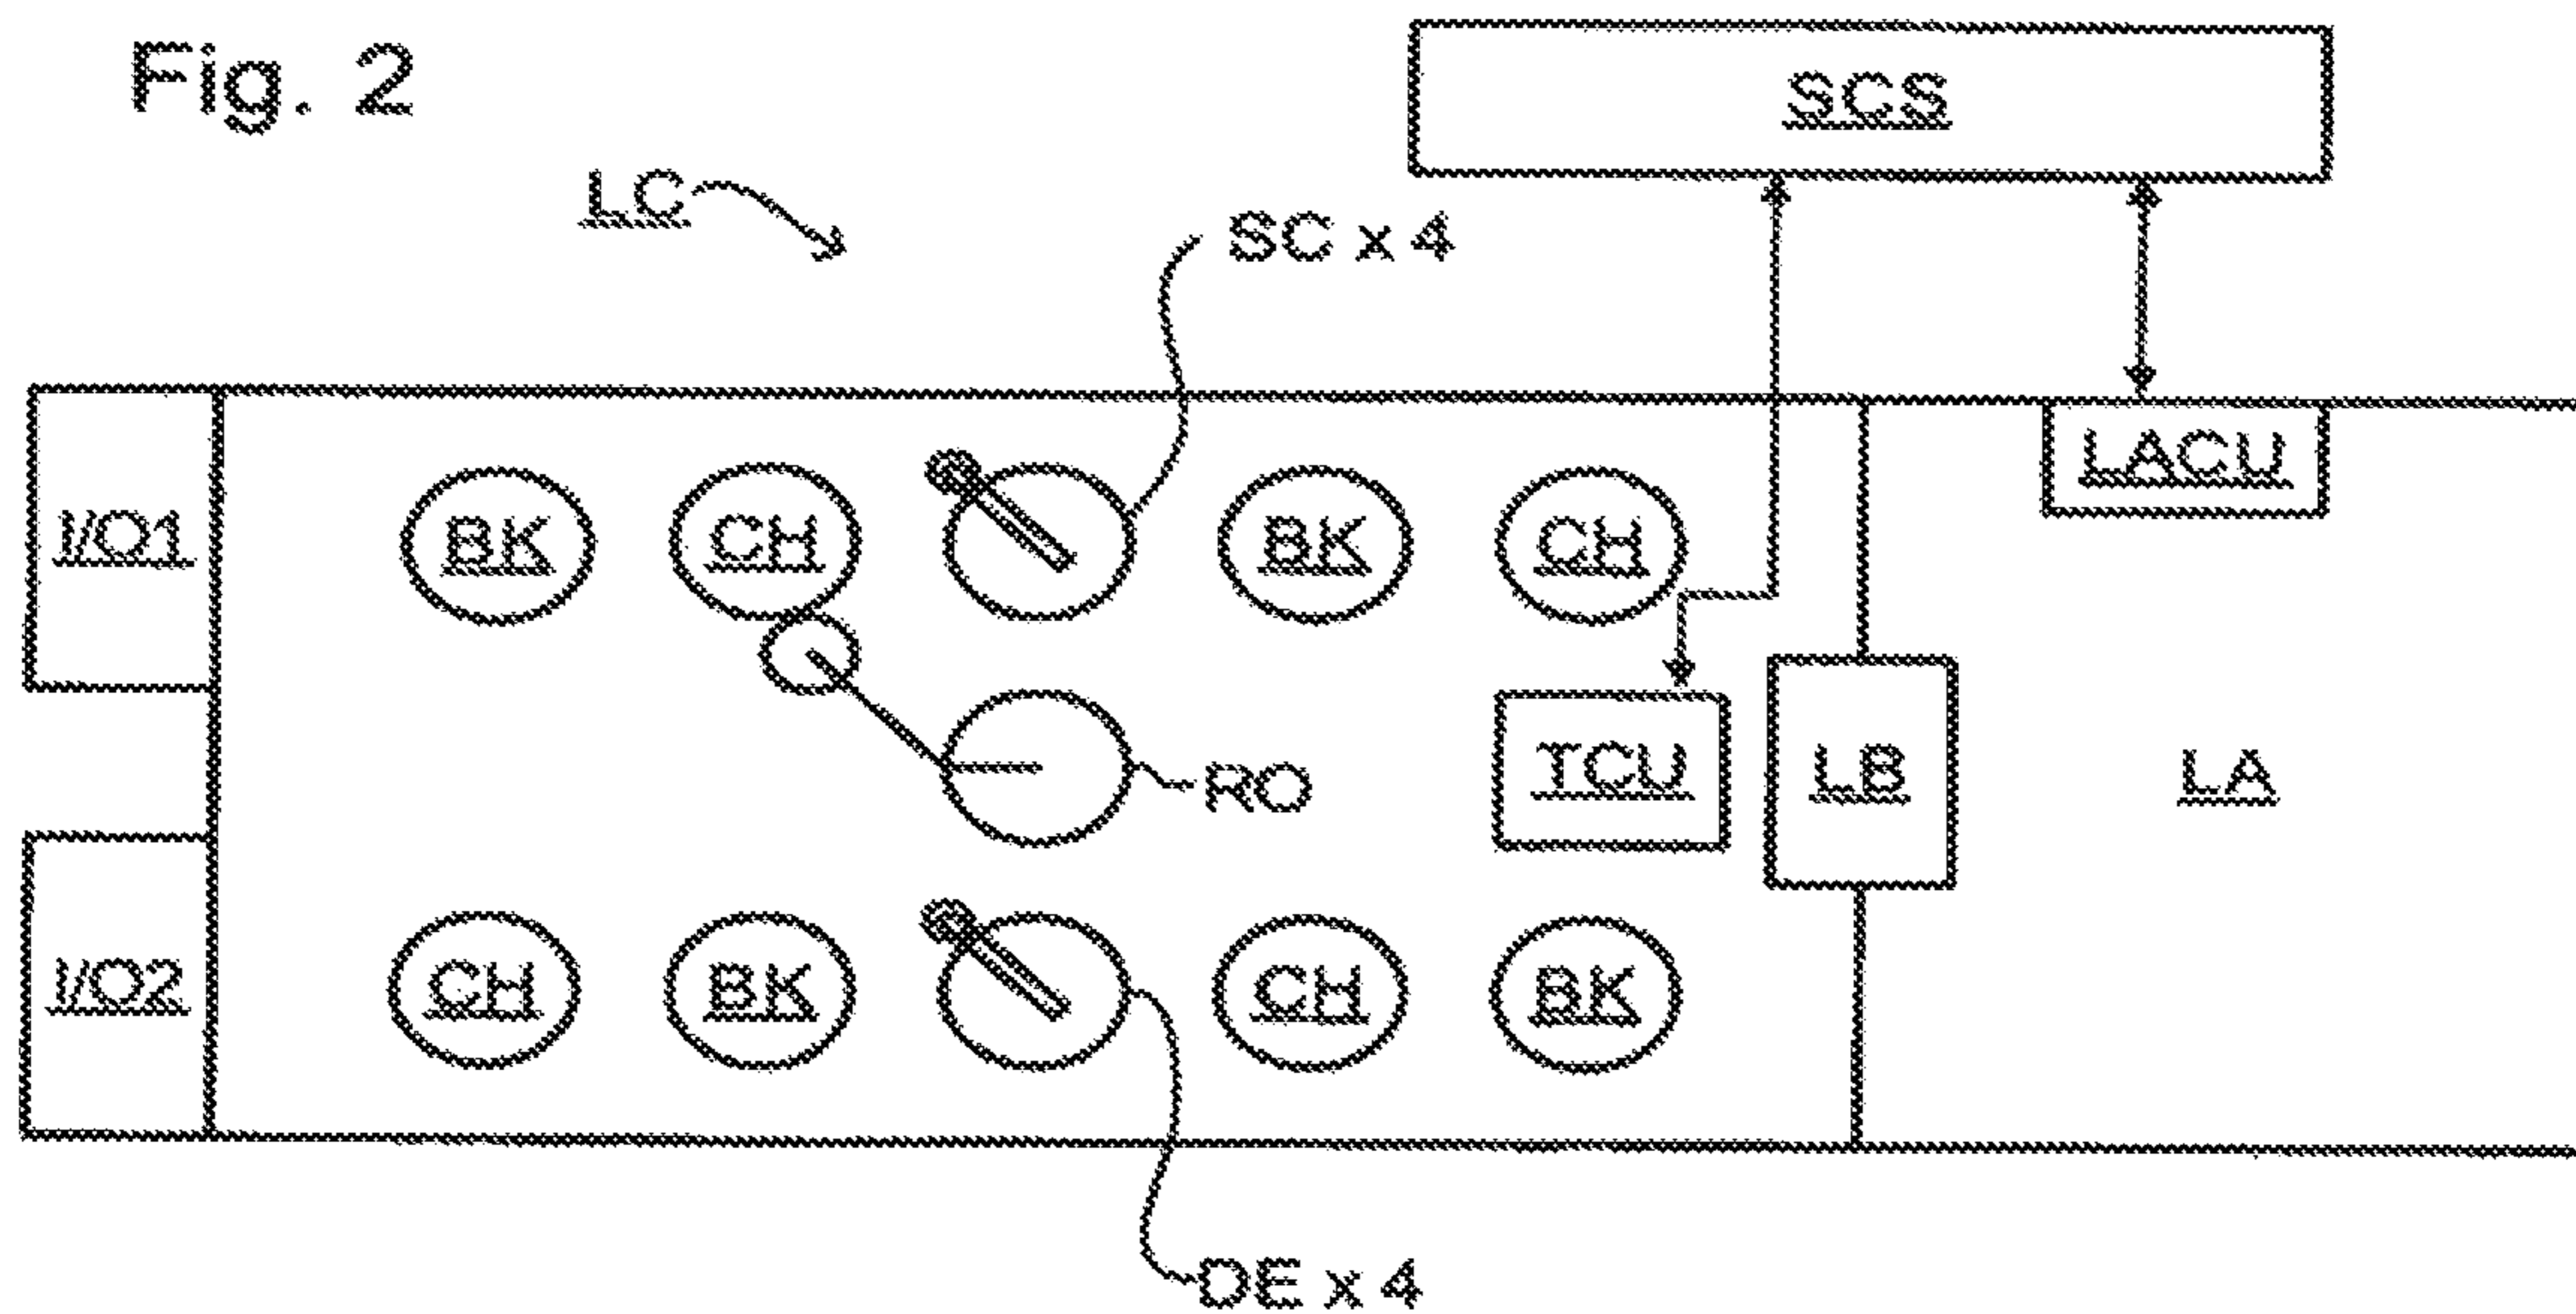 Fig. 2
SCS
LC
SC x 4
LACU
I/O1
BK
CH
BK
CH
RO
TCU
LB
LA
I/O2
CH
BK
CH
BK
DE x 4